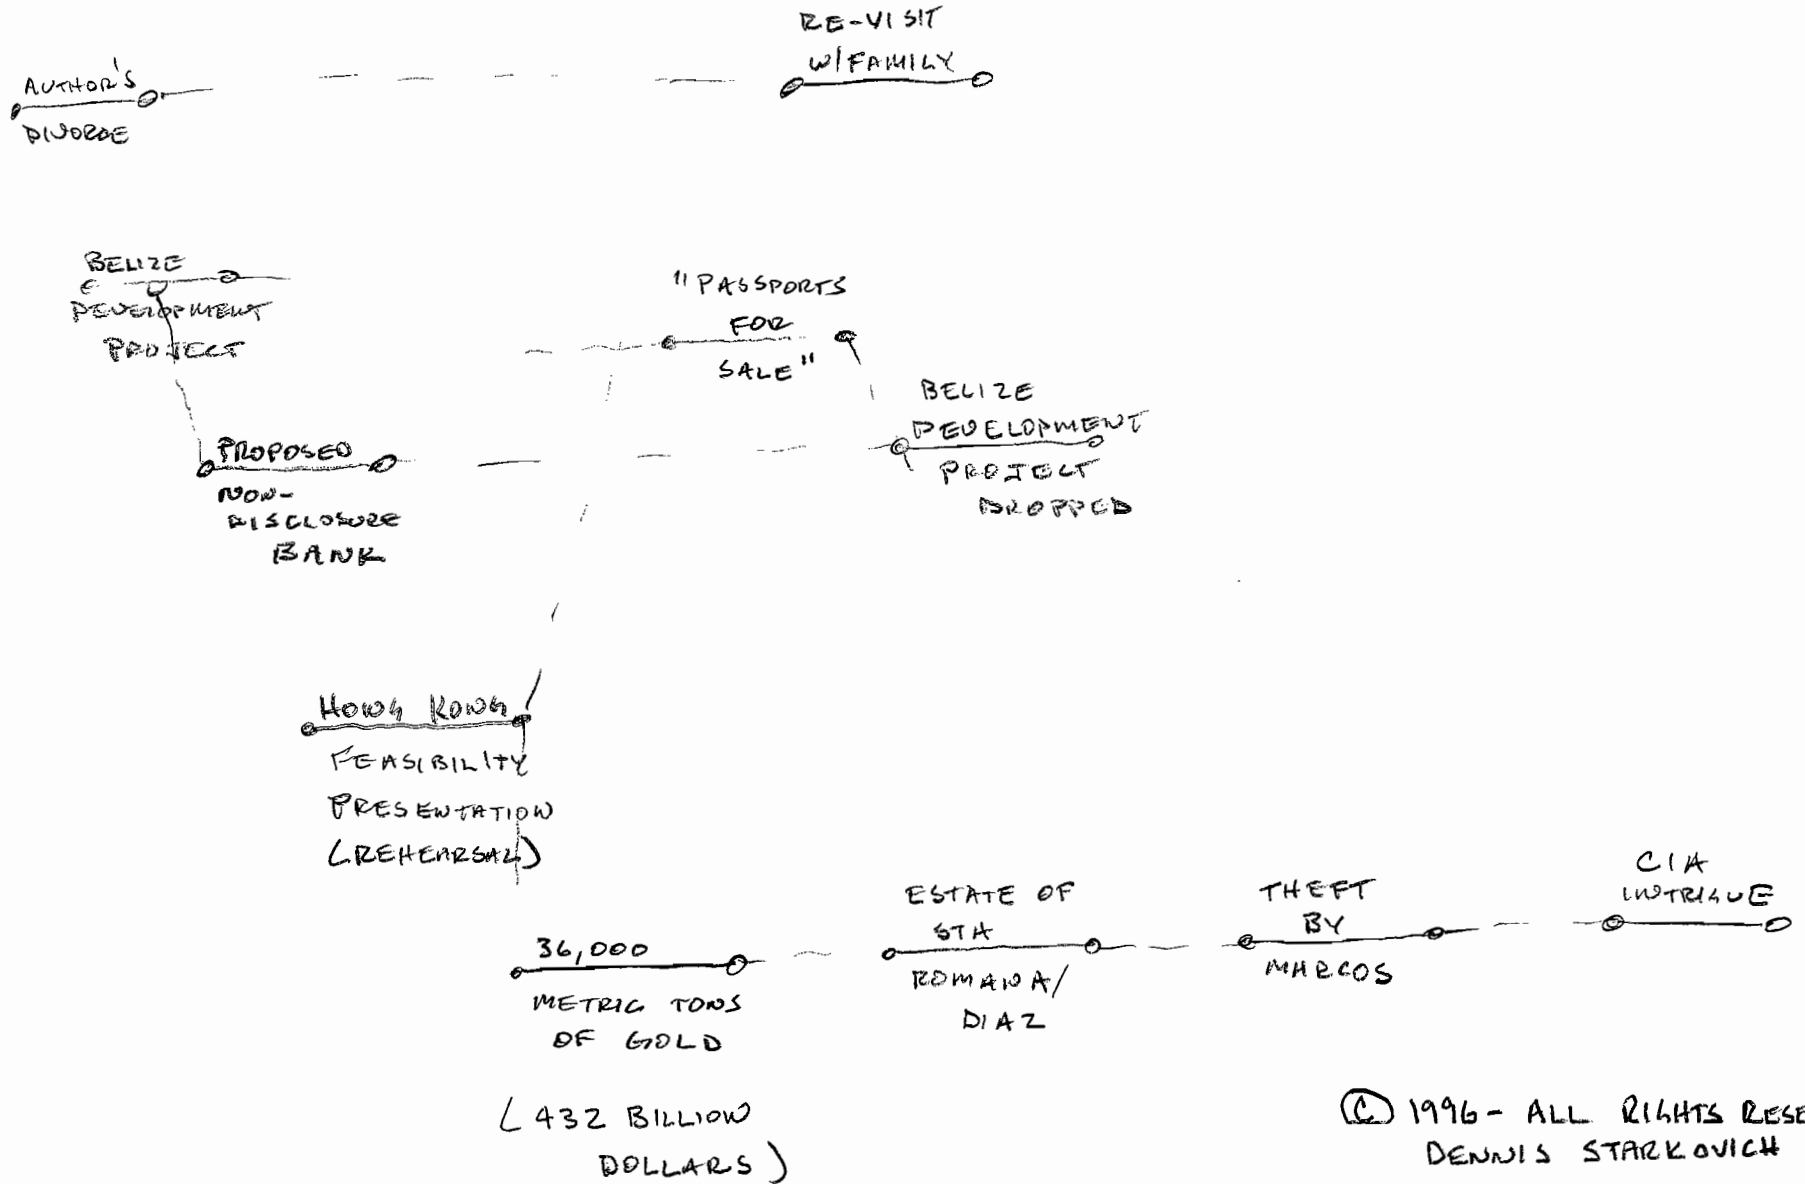 AUTHOR'S
DIVORCE
RE-VISIT
W/FAMILY
BELIZE
DEVELOPMENT
PROJECT
"PASSPORTS
FOR
SALE"
BELIZE
DEVELOPMENT
PROJECT
DROPPED
PROPOSED
NON-
DISCLOSURE
BANK
HONG KONG
FEASIBILITY
PRESENTATION
(REHEARSAL)
36,000
METRIC TONS
OF GOLD
(432 BILLION
DOLLARS)
ESTATE OF
STA
ROMANA/
DIAZ
THEFT
BY
MARCOS
CIA
INTRIGUE
© 1996 - ALL RIGHTS RESE
DENNIS STARKOVICH